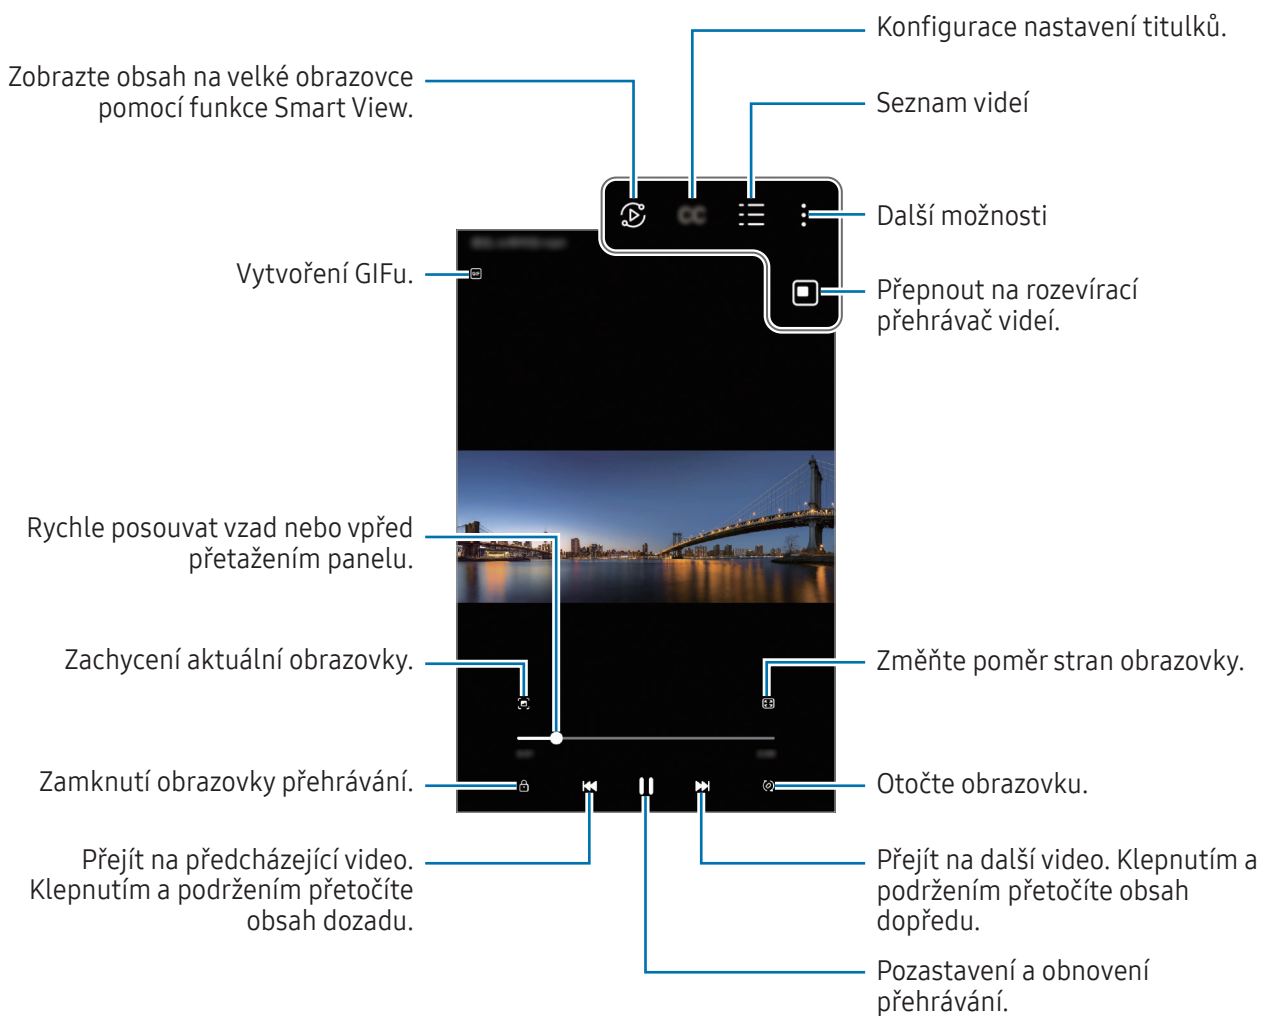 Konfigurace nastavení titulků.
Zobrazte obsah na velké obrazovce
pomocí funkce Smart View.
Seznam videí
CC
Další možnosti
Vytvoření GIFu.
GIF
Přepnout na rozevírací
přehrávač videí.
Rychle posouvat vzad nebo vpřed
přetažením panelu.
Zachycení aktuální obrazovky.
Změňte poměr stran obrazovky.
Zamknutí obrazovky přehrávání.
Otočte obrazovku.
Přejít na předcházející video.
Klepnutím a podržením přetočíte
obsah dozadu.
Přejít na další video. Klepnutím a
podržením přetočíte obsah
dopředu.
Pozastavení a obnovení
přehrávání.